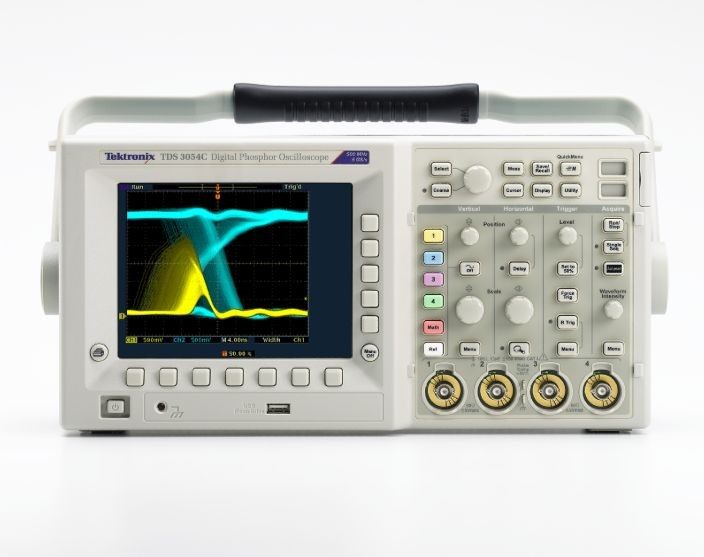 Tektronix TDS 3054C Digital Phosphor Oscilloscope
500 MHz
5 GS/s
Run Trig'd
1
Ch1 500mV Ch2 500mV M 4.00ns Width Ch1
50.00 %
Menu
Off
QuickMenu
Select Menu Save/
Recall
Coarse Cursor Display Utility
Vertical Horizontal Trigger Acquire
Position Level
Run/
Stop
1
Single
Seq
2 Off Delay Set to
50%
3
Scale Force
Trig
Waveform
Intensity
4
Math B Trig
Ref Menu Menu Menu
1 2 3 4